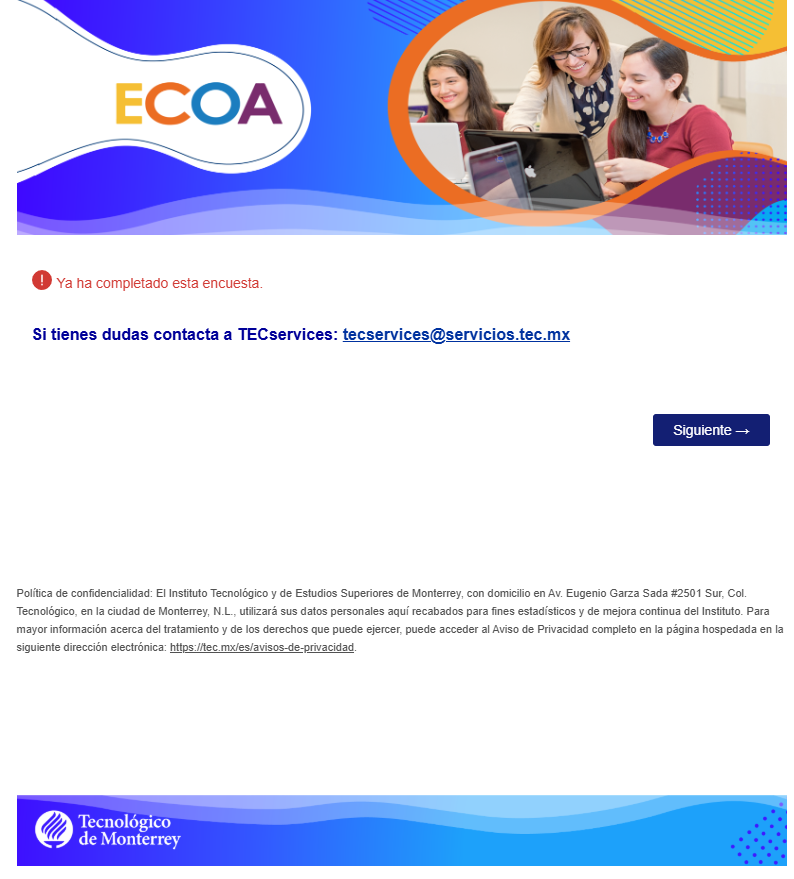 ECOA
! Ya ha completado esta encuesta.
Si tienes dudas contacta a TECservices: tecservices@servicios.tec.mx
Siguiente →
Política de confidencialidad: El Instituto Tecnológico y de Estudios Superiores de Monterrey, con domicilio en Av. Eugenio Garza Sada #2501 Sur, Col.
Tecnológico, en la ciudad de Monterrey, N.L., utilizará sus datos personales aquí recabados para fines estadísticos y de mejora continua del Instituto. Para
mayor información acerca del tratamiento y de los derechos que puede ejercer, puede acceder al Aviso de Privacidad completo en la página hospedada en la
siguiente dirección electrónica: https://tec.mx/es/avisos-de-privacidad.
Tecnológico
de Monterrey